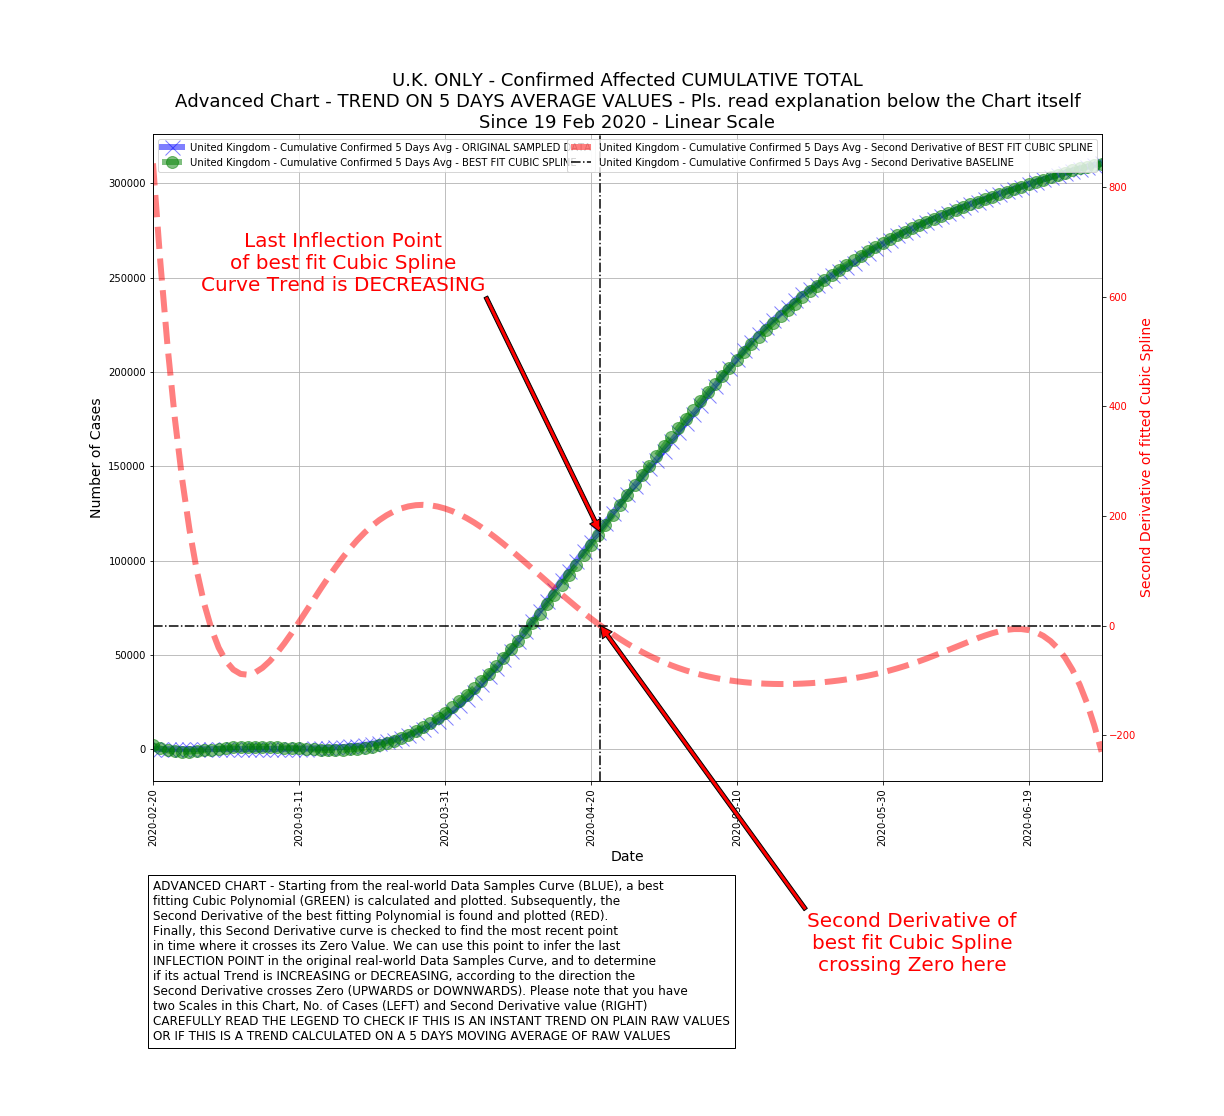 U.K. ONLY - Confirmed Affected CUMULATIVE TOTAL
Advanced Chart - TREND ON 5 DAYS AVERAGE VALUES - Pls. read explanation below the Chart itself
Since 19 Feb 2020 - Linear Scale
United Kingdom - Cumulative Confirmed 5 Days Avg - ORIGINAL SAMPLED
United Kingdom - Cumulative Confirmed 5 Days Avg - BEST FIT CUBIC SPLINE
United Kingdom - Cumulative Confirmed 5 Days Avg - Second Derivative of BEST FIT CUBIC SPLINE
United Kingdom - Cumulative Confirmed 5 Days Avg - Second Derivative BASELINE
Last Inflection Point
of best fit Cubic Spline
Curve Trend is DECREASING
Number of Cases
300000
250000
200000
150000
100000
50000
0
800
600
400
200
0
−200
Second Derivative of fitted Cubic Spline
2020-02-20
2020-03-11
2020-03-31
2020-04-20
2020-05-10
2020-05-30
2020-06-19
Date
Second Derivative of
best fit Cubic Spline
crossing Zero here
ADVANCED CHART - Starting from the real-world Data Samples Curve (BLUE), a best
fitting Cubic Polynomial (GREEN) is calculated and plotted. Subsequently, the
Second Derivative of the best fitting Polynomial is found and plotted (RED).
Finally, this Second Derivative curve is checked to find the most recent point
in time where it crosses its Zero Value. We can use this point to infer the last
INFLECTION POINT in the original real-world Data Samples Curve, and to determine
if its actual Trend is INCREASING or DECREASING, according to the direction the
Second Derivative crosses Zero (UPWARDS or DOWNWARDS). Please note that you have
two Scales in this Chart, No. of Cases (LEFT) and Second Derivative value (RIGHT)
CAREFULLY READ THE LEGEND TO CHECK IF THIS IS AN INSTANT TREND ON PLAIN RAW VALUES
OR IF THIS IS A TREND CALCULATED ON A 5 DAYS MOVING AVERAGE OF RAW VALUES